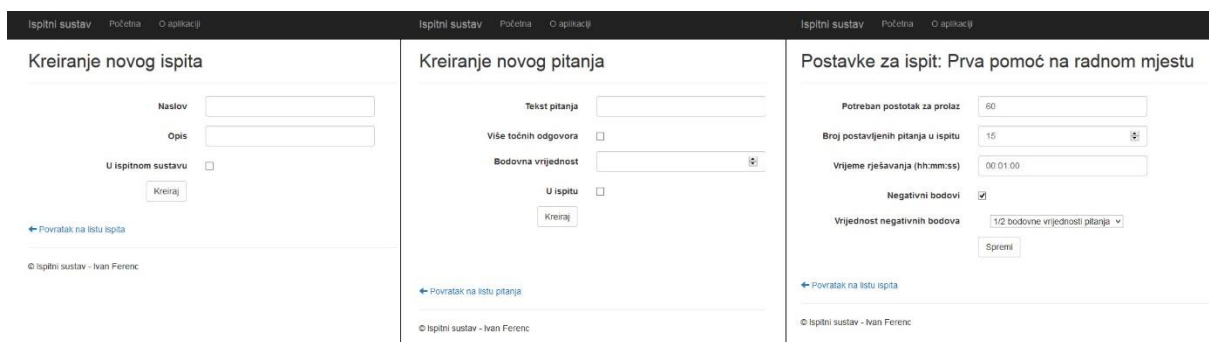 Ispitni sustav Početna O aplikaciji
Kreiranje novog ispita
Naslov
Opis
U ispitnom sustavu
Kreiraj
Povratak na listu ispita
© Ispitni sustav - Ivan Ferenc
Ispitni sustav Početna O aplikaciji
Kreiranje novog pitanja
Tekst pitanja
Više točnih odgovora
Bodovna vrijednost
U ispitu
Kreiraj
Povratak na listu pitanja
© Ispitni sustav - Ivan Ferenc
Ispitni sustav Početna O aplikaciji
Postavke za ispit: Prva pomoć na radnom mjestu
Potreban postotak za prolaz 60
Broj postavljenih pitanja u ispitu 15
Vrijeme rješavanja (hh:mm:ss) 00:01:00
Negativni bodovi
Vrijednost negativnih bodova 1/2 bodovne vrijednosti pitanja
Spremi
Povratak na listu ispita
© Ispitni sustav - Ivan Ferenc